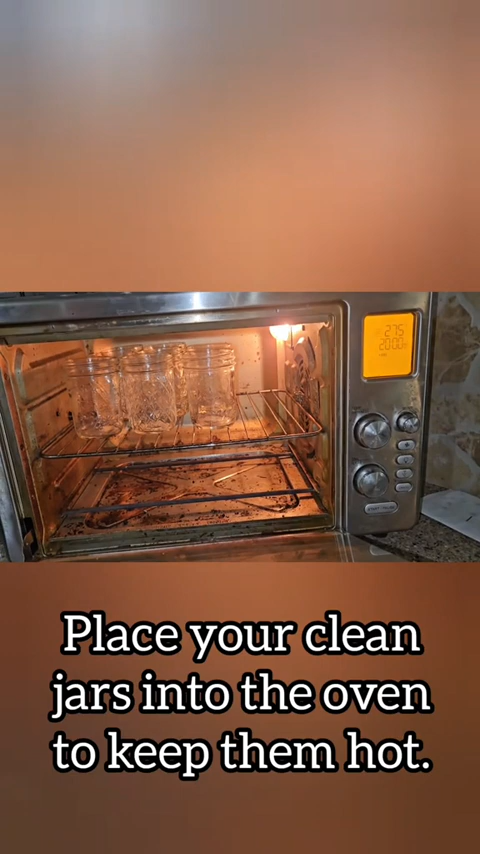 275
20:00
Place your clean
jars into the oven
to keep them hot.